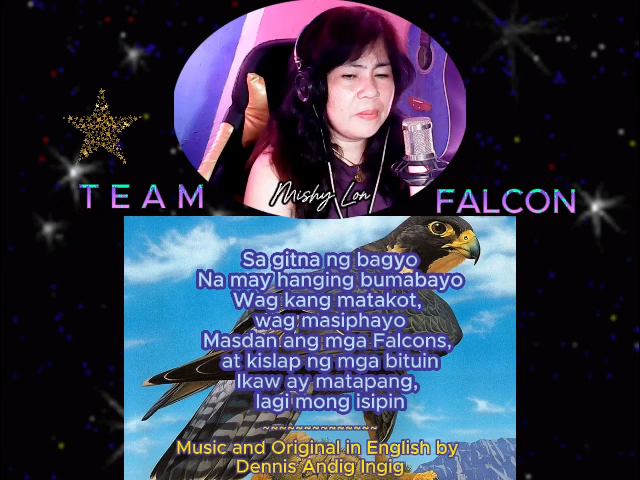 TEAM
FALCON
Mishy Lon
Sa gitna ng bagyo
Na may hanging bumabayo
Wag kang matakot,
wag masiphayo
Masdan ang mga Falcons,
at kislap ng mga bituin
Ikaw ay matapang,
lagi mong isipin
~~~~~~~~~~~~~
Music and Original in English by
Dennis Andig Ingig